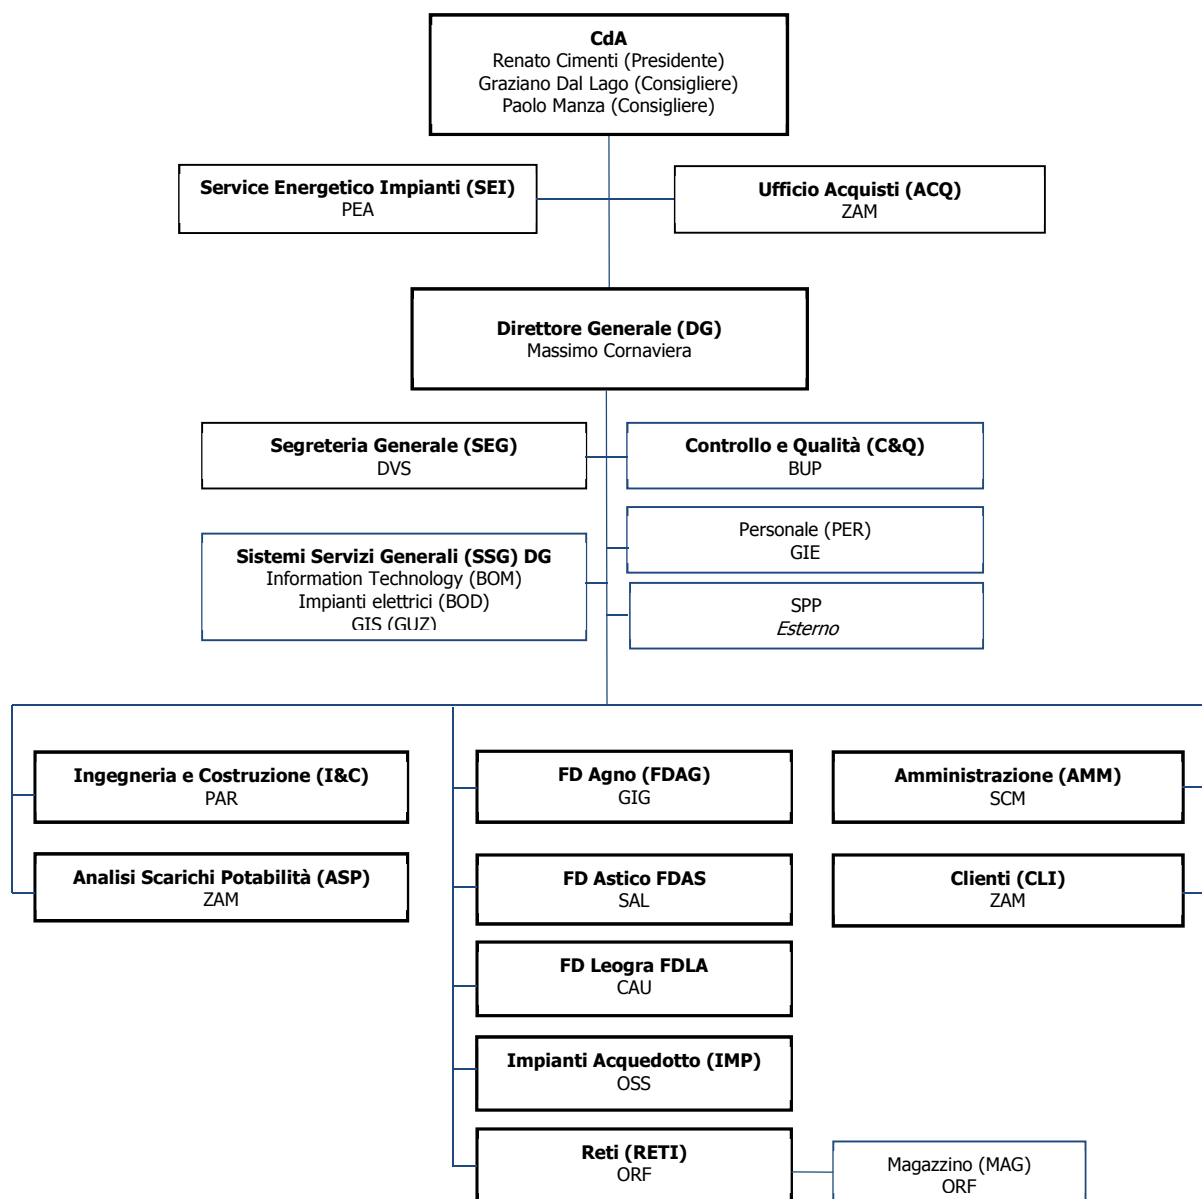 CdA
Renato Cimenti (Presidente)
Graziano Dal Lago (Consigliere)
Paolo Manza (Consigliere)
Service Energetico Impianti (SEI)
PEA
Ufficio Acquisti (ACQ)
ZAM
Direttore Generale (DG)
Massimo Cornaviera
Segreteria Generale (SEG)
DVS
Controllo e Qualità (C&Q)
BUP
Personale (PER)
GIE
Sistemi Servizi Generali (SSG) DG
Information Technology (BOM)
Impianti elettrici (BOD)
GIS (GUZ)
SPP
Esterno
Ingegneria e Costruzione (I&C)
PAR
FD Agno (FDAG)
GIG
Amministrazione (AMM)
SCM
Analisi Scarichi Potabilità (ASP)
ZAM
FD Astico FDAS
SAL
Clienti (CLI)
ZAM
FD Leogra FDLA
CAU
Impianti Acquedotto (IMP)
OSS
Reti (RETI)
ORF
Magazzino (MAG)
ORF